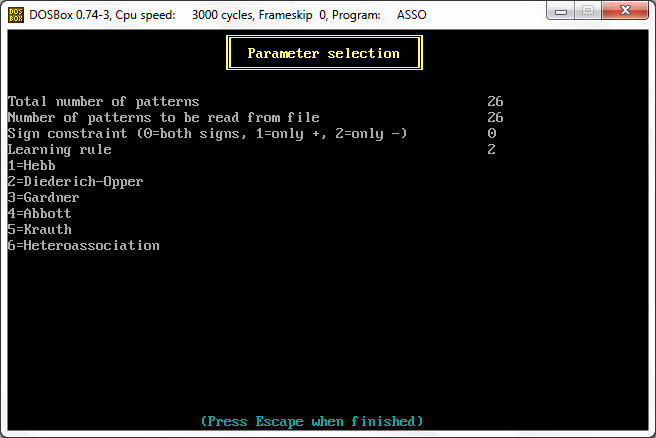 DOSBox 0.74-3, Cpu speed: 3000 cycles, Frameskip 0, Program: ASSO
Parameter selection
Total number of patterns 26
Number of patterns to be read from file 26
Sign constraint (0=both signs, 1=only +, 2=only -) 0
Learning rule 2
1=Hebb
2=Diederich-Opper
3=Gardner
4=Abbott
5=Krauth
6=Heteroassociation
(Press Escape when finished)